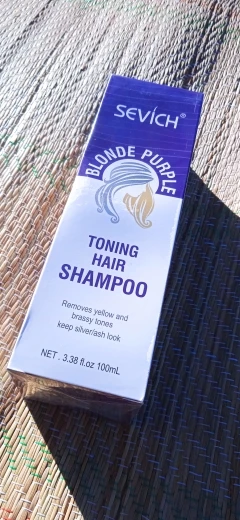 SEVÍCH®
BLONDE PURPLE
TONING
HAIR
SHAMPOO
Removes yellow and
brassy tones
keep silver/ash look
NET . 3.38 fl.oz 100mL